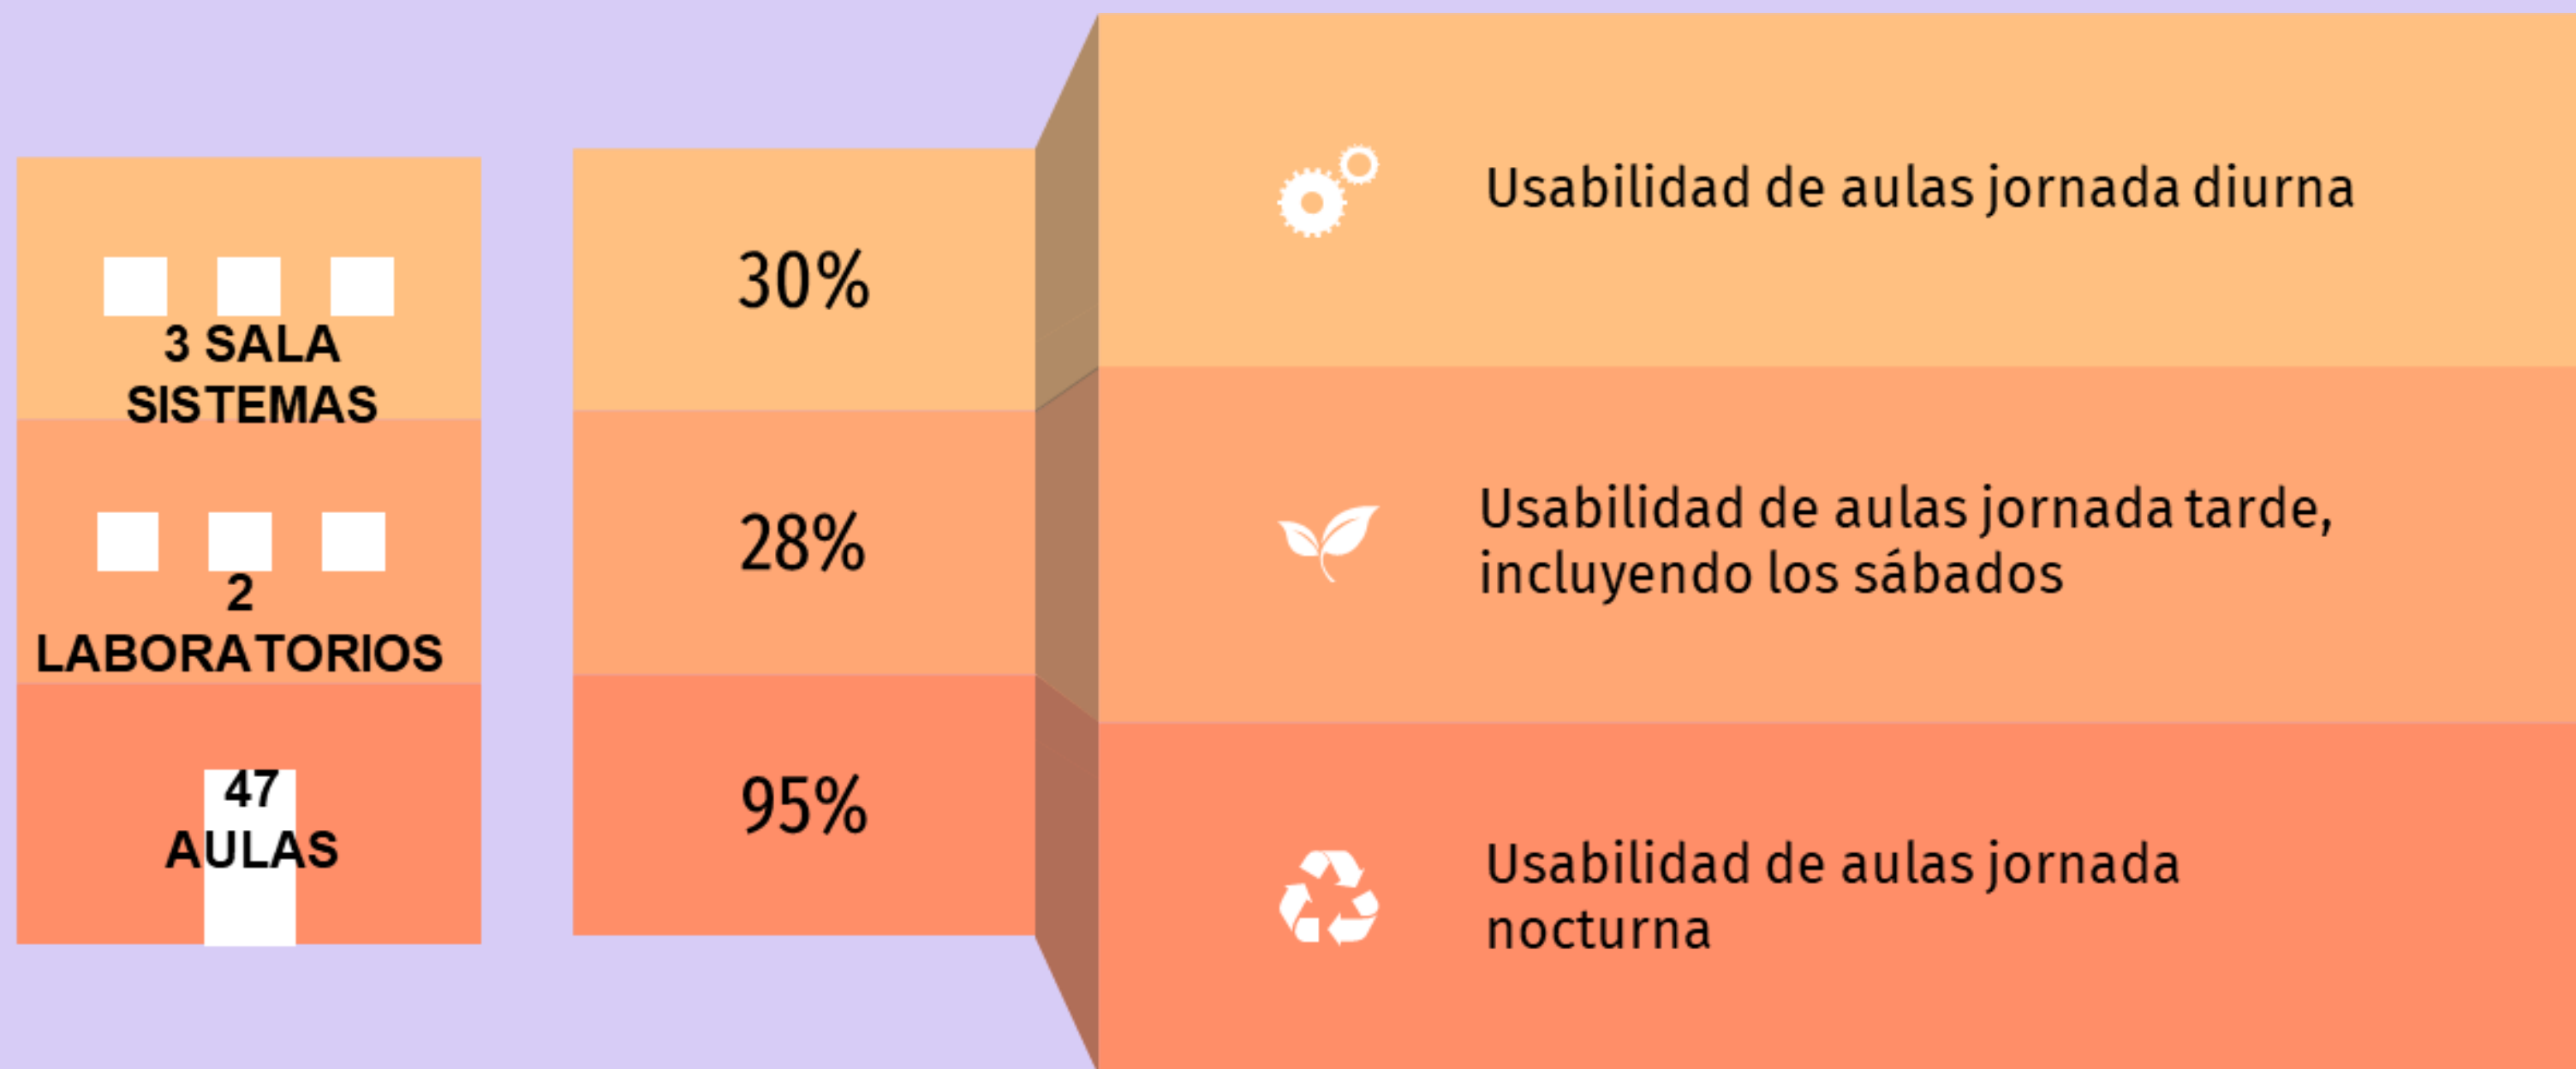 3 SALA
SISTEMAS
2
LABORATORIOS
47
AULAS
30%
28%
95%
Usabilidad de aulas jornada diurna
Usabilidad de aulas jornada tarde,
incluyendo los sábados
Usabilidad de aulas jornada
nocturna